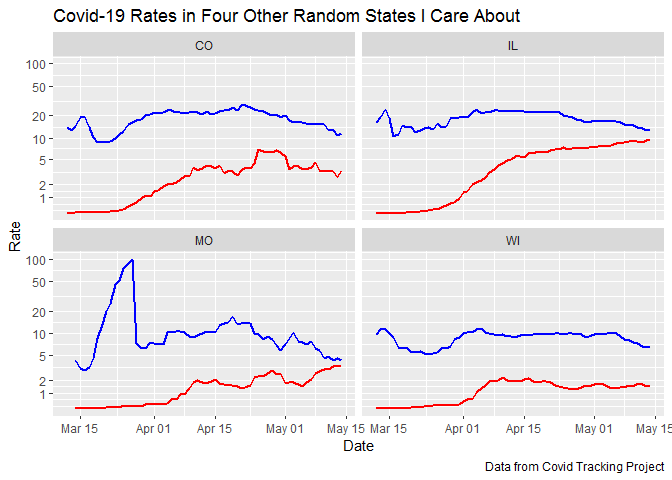 Covid-19 Rates in Four Other Random States I Care About
CO
IL
100
50
20
10
5
2
1
Rate
MO
WI
100
50
20
10
5
2
1
Mar 15
Apr 01
Apr 15
May 01
May 15
Mar 15
Apr 01
Apr 15
May 01
May 15
Date
Data from Covid Tracking Project